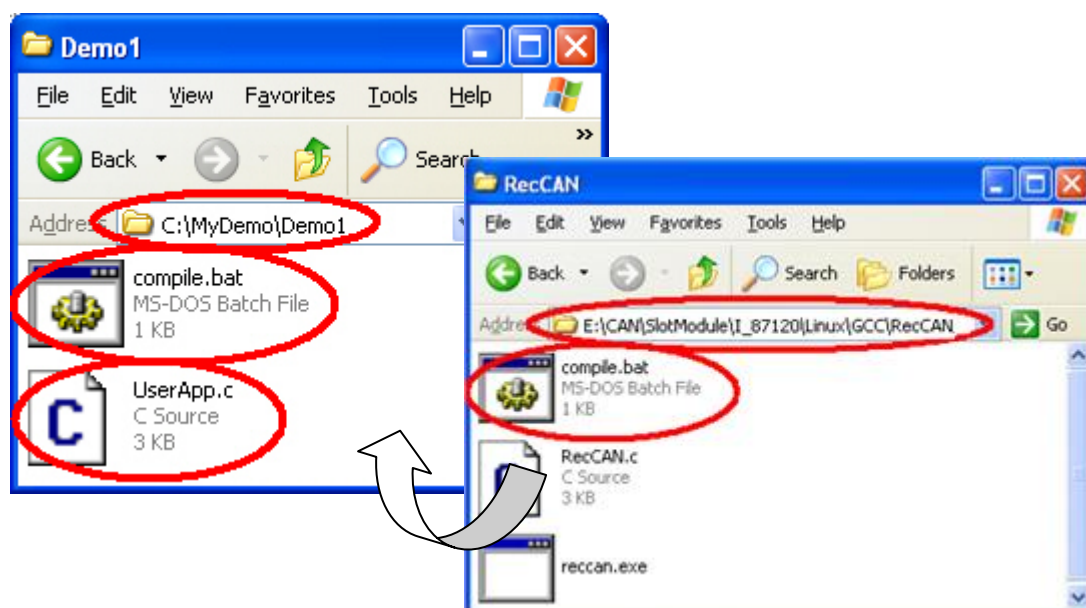 Demo1
File Edit View Favorites Tools Help
Back Search
Address C:\MyDemo\Demo1
compile.bat
MS-DOS Batch File
1 KB
UserApp.c
C Source
3 KB
RecCAN
File Edit View Favorites Tools Help
Back Search Folders
Address E:\CAN\SlotModule\I_87120\Linux\GCC\RecCAN Go
compile.bat
MS-DOS Batch File
1 KB
RecCAN.c
C Source
3 KB
reccan.exe